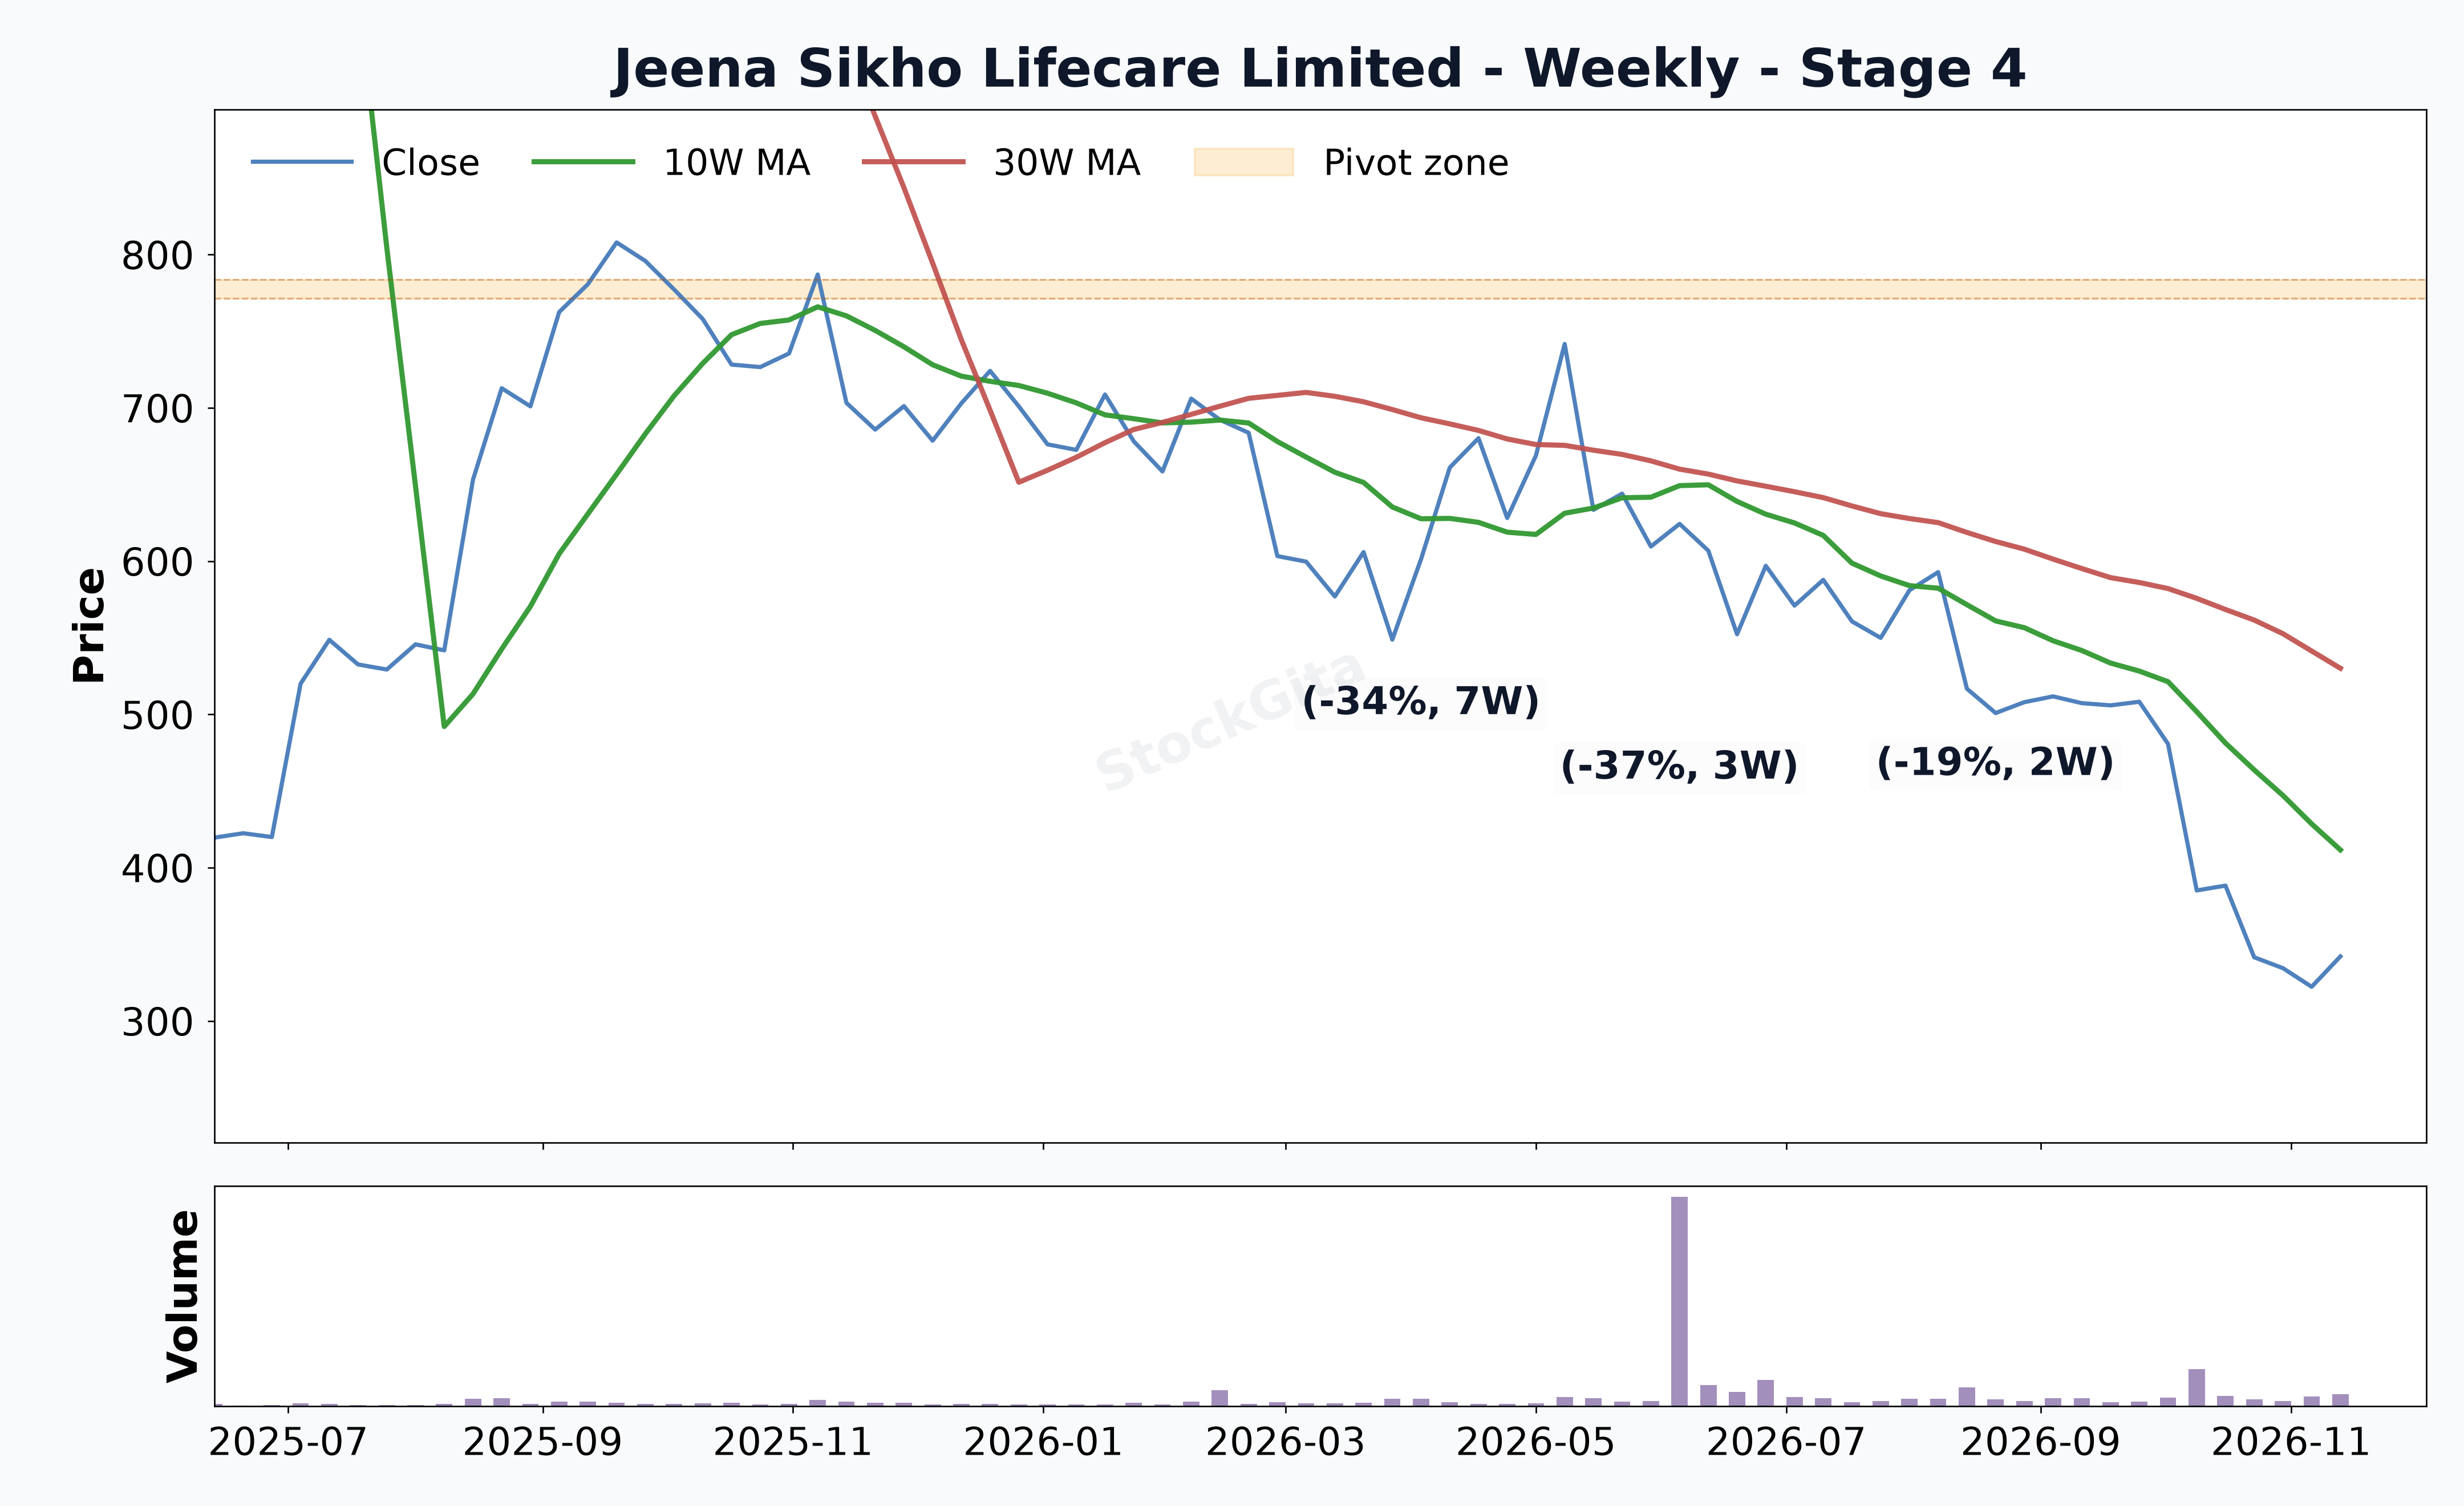 Jeena Sikho Lifecare Limited - Weekly - Stage 4
Close
10W MA
30W MA
Pivot zone
800
700
600
500
400
300
Price
StockGita
(-34%, 7W)
(-37%, 3W)
(-19%, 2W)
Volume
2025-07
2025-09
2025-11
2026-01
2026-03
2026-05
2026-07
2026-09
2026-11